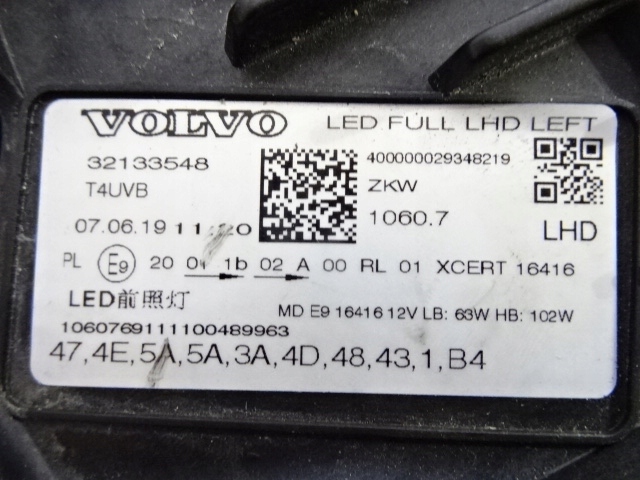 VOLVO LED FULL LHD LEFT
32133548 400000029348219
T4UVB ZKW
07.06.19 11:20 1060.7
LHD
PL E9 20 01 1b 02 A 00 RL 01 XCERT 16416
LED前照灯 MD E9 16416 12V LB: 63W HB: 102W
1060769111100489963
47,4E,5A,5A,3A,4D,48,43,1,B4